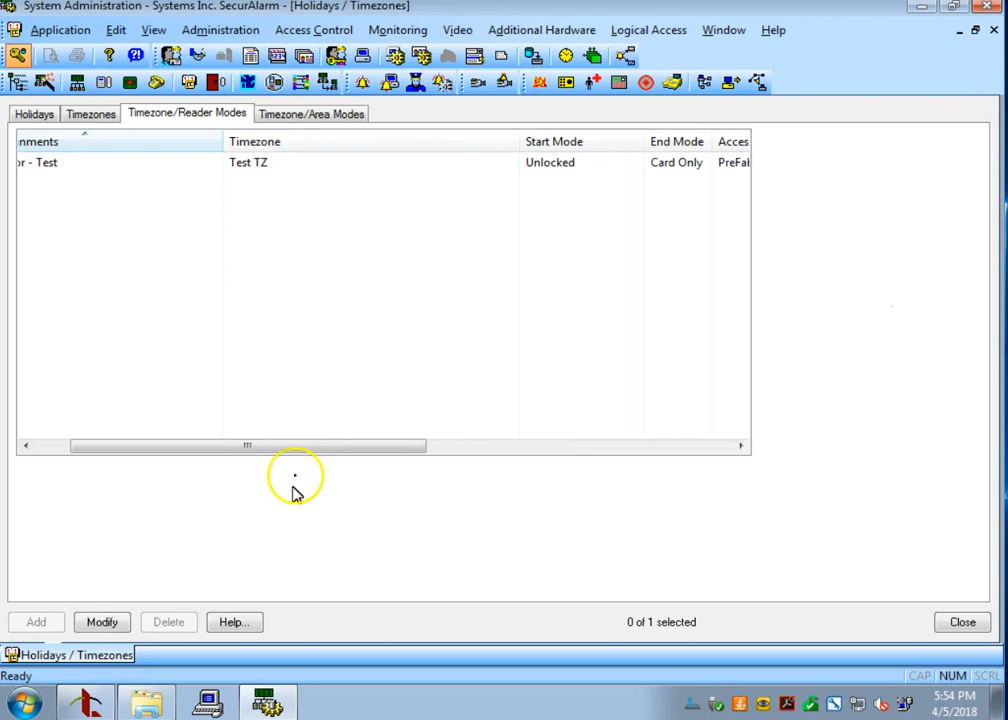 System Administration - Systems Inc. SecurAlarm - [Holidays / Timezones]
Application Edit View Administration Access Control Monitoring Video Additional Hardware Logical Access Window Help
Holidays Timezones Timezone/Reader Modes Timezone/Area Modes
nments Timezone Start Mode End Mode Acces
or - Test Test TZ Unlocked Card Only PreFab
Add Modify Delete Help... 0 of 1 selected Close
Holidays / Timezones
Ready CAP NUM SCRL
5:54 PM
4/5/2018